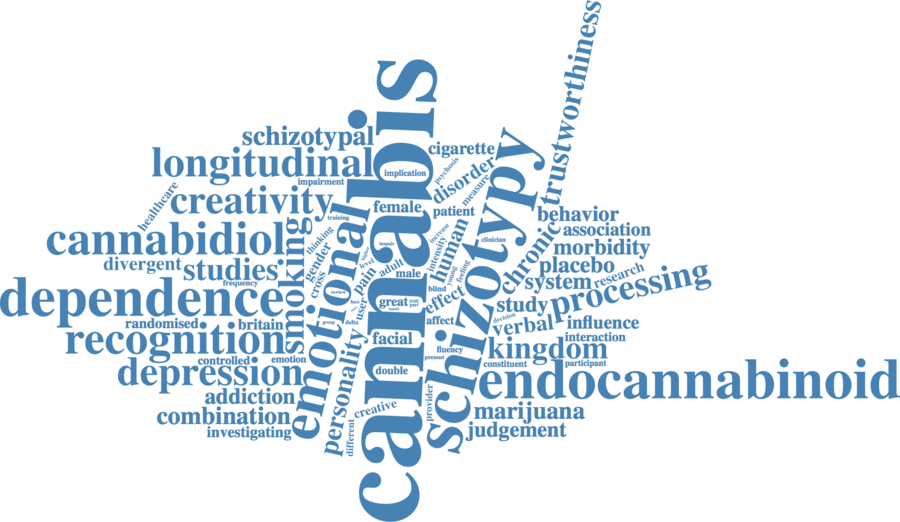 trustworthiness
cannabis
schizotypal
cigarette
schizotypy
longitudinal
implication
psychosis
disorder
impairment
measure
healthcare
creativity
female
patient
behavior
training
association
cannabidiol
smoking
thinking
emotional
increase
human
clinician
chronic
morbidity
divergent
studies
gender
impair
intensity
placebo
frequency
cross
pain
higher
level
adult
male
young
feeling
system
research
dependence
review
user
great
trait
part
result
blind
effect
study
processing
randomised
britain
group
face
delta
affect
decision
verbal
influence
recognition
personality
facial
interaction
controlled
emotion
fluency
present
kingdom
constituent
participant
depression
double
endocannabinoid
addiction
provider
combination
creative
marijuana
investigating
different
judgement